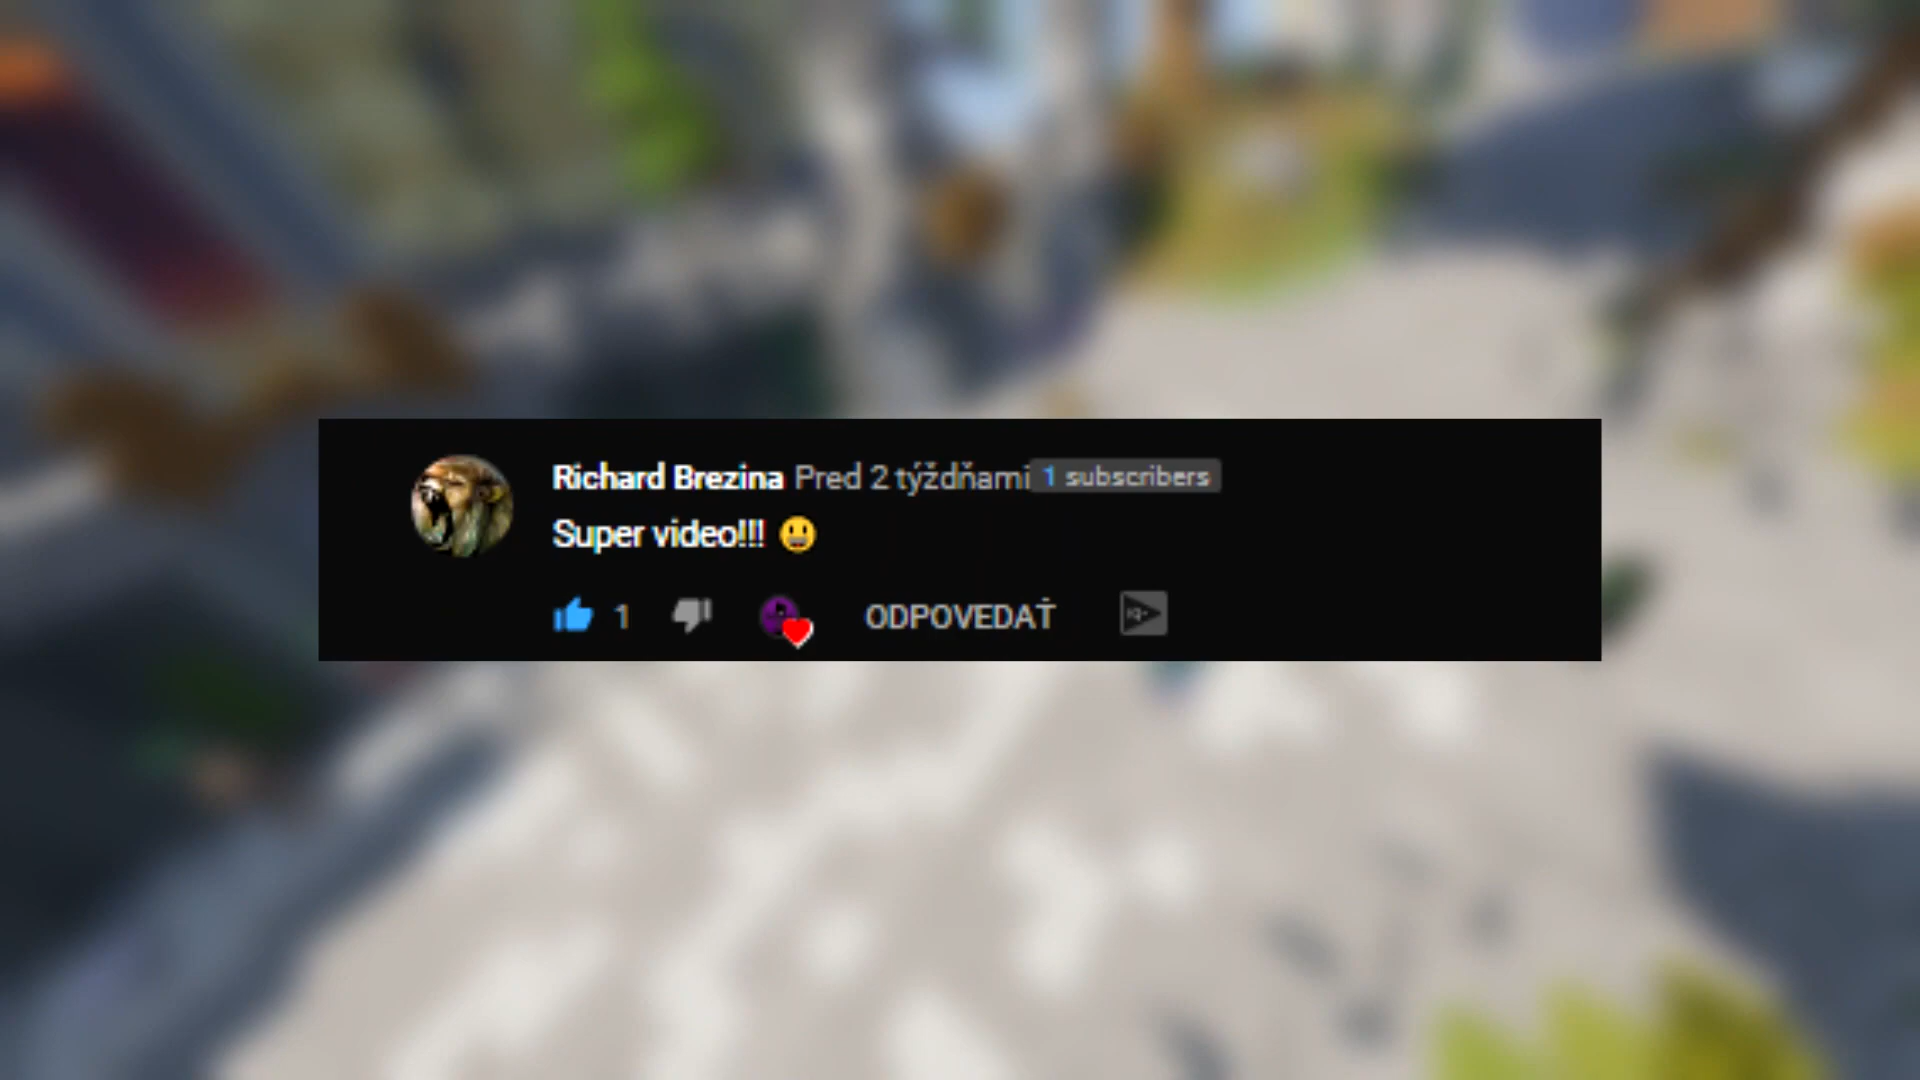 Richard Brezina Pred 2 týždňami 1 subscribers
Super video!!! 😃
1 ODPOVEDAŤ